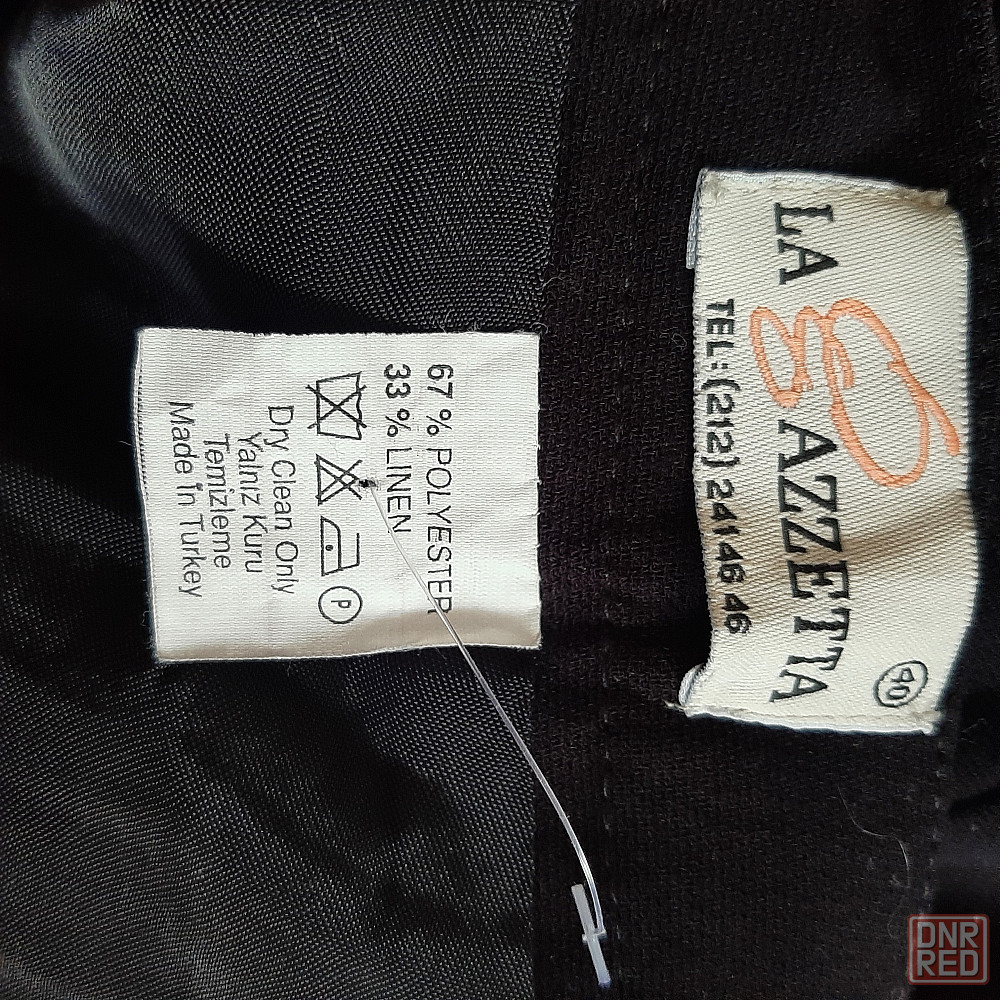 LA GAZZETTA
TEL:(212) 241 46 46
40
67 % POLYESTER
33 % LINEN
P
Dry Clean Only
Yalnız Kuru
Temizleme
Made in Turkey
DNR
RED